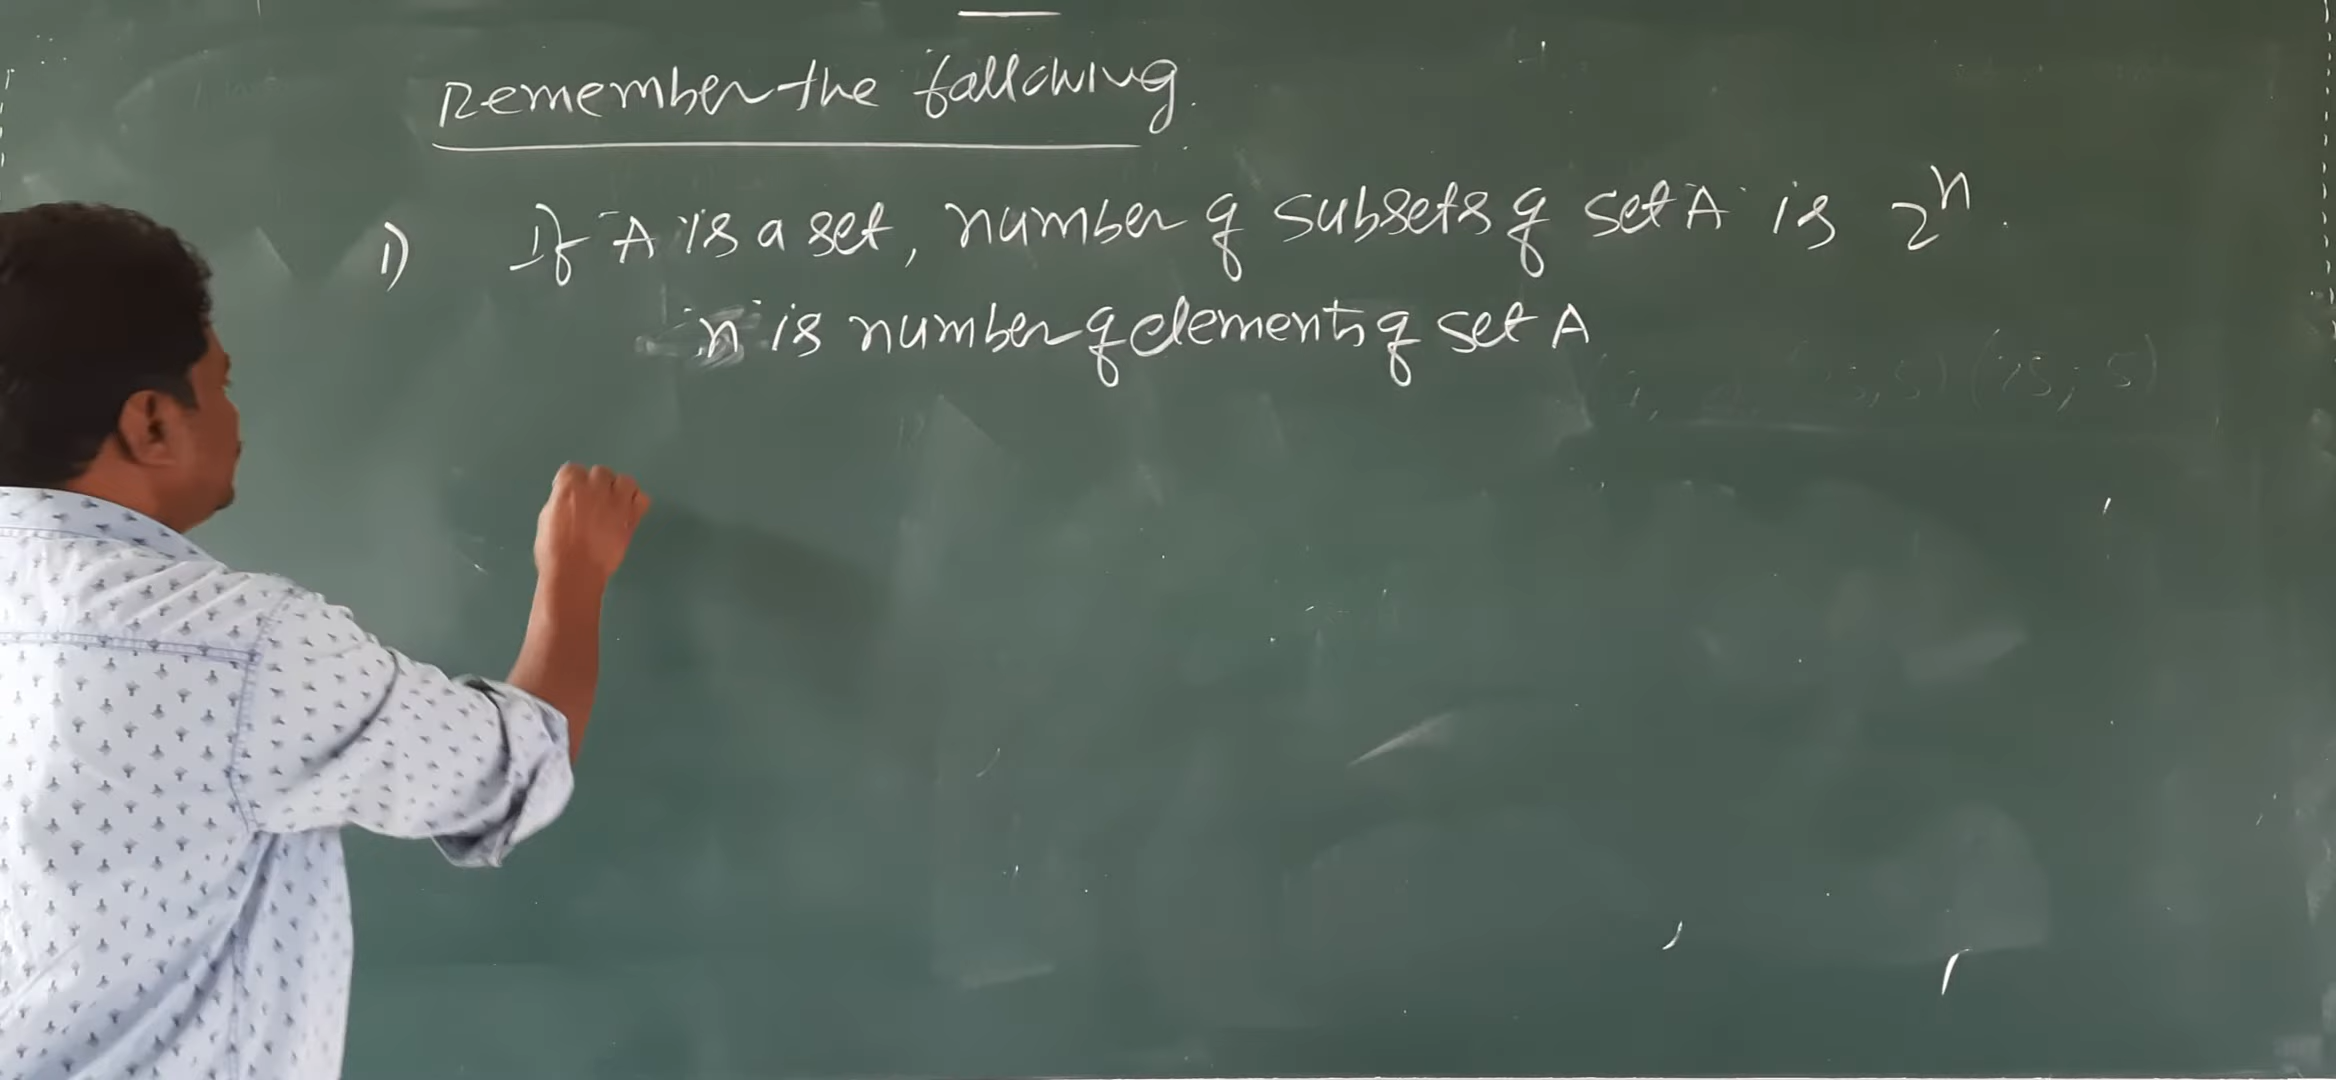 Remember the following.
1) If 'A' is a set, number of subsets of set 'A' is 2ⁿ.
'n' is number of elements of set A